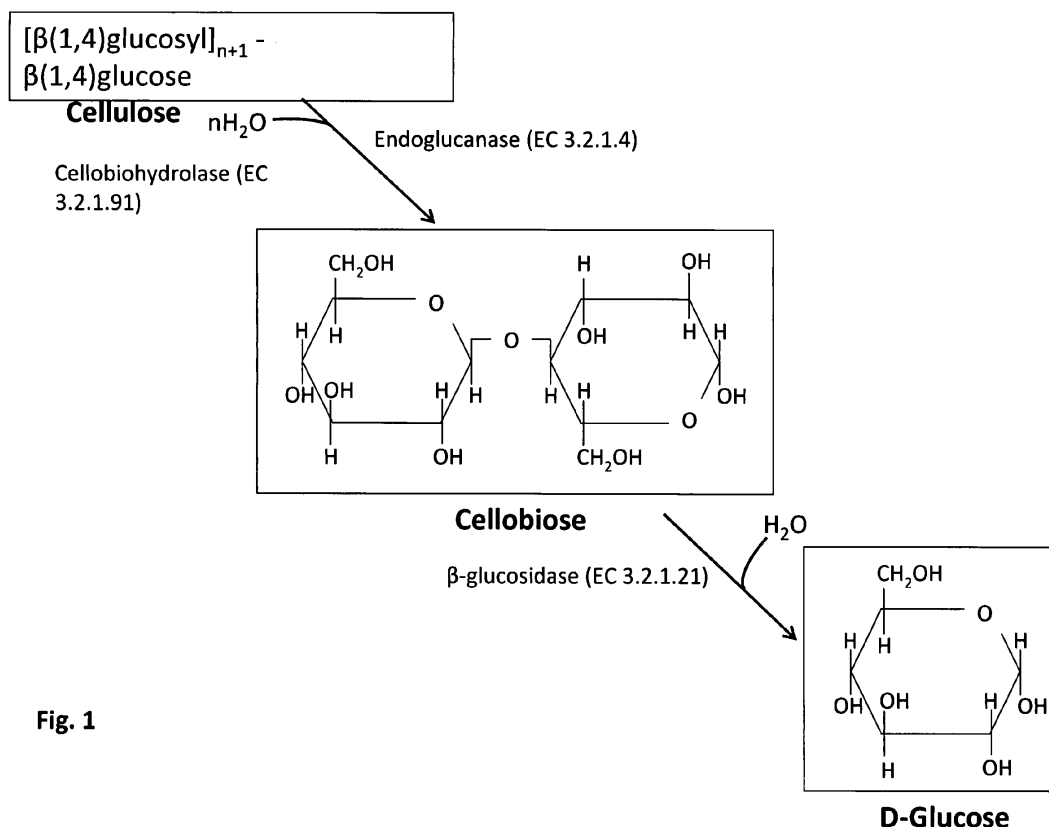 [β(1,4)glucosyl]n+1 -
β(1,4)glucose
Cellulose
nH2O
Endoglucanase (EC 3.2.1.4)
Cellobiohydrolase (EC
3.2.1.91)
CH2OH
H
OH
O
H
H
OH
H
H
O
OH
OH
H
H
H
H
OH
O
H
OH
CH2OH
Cellobiose
H2O
β-glucosidase (EC 3.2.1.21)
CH2OH
O
H
H
H
OH
OH
H
OH
H
OH
Fig. 1
D-Glucose